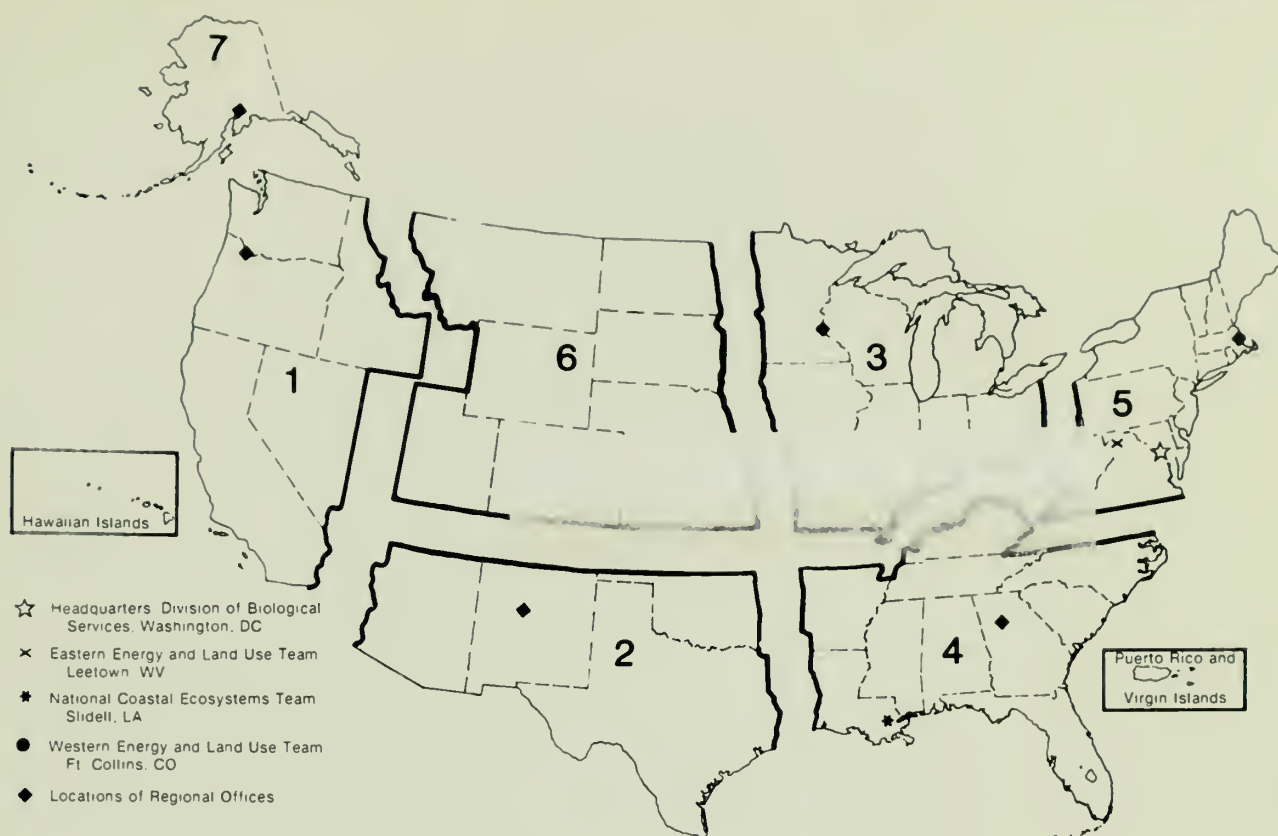 7
6
3
1
5
Hawaiian Islands
2
4
Puerto Rico and
Virgin Islands
Headquarters Division of Biological
Services, Washington, DC
Eastern Energy and Land Use Team
Leetown WV
National Coastal Ecosystems Team
Slidell, LA
Western Energy and Land Use Team
Ft Collins, CO
Locations of Regional Offices